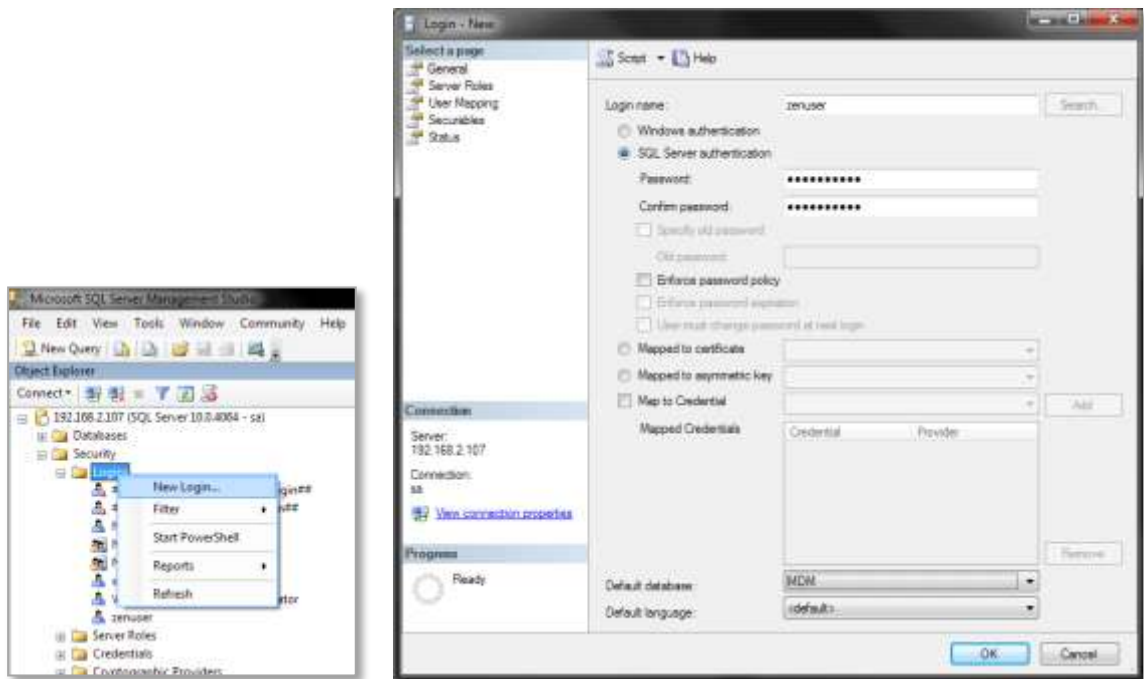 Microsoft SQL Server Management Studio
File Edit View Tools Window Community Help
New Query
Object Explorer
Connect
192.168.2.107 (SQL Server 10.0.4064 - sa)
Databases
Security
Logins
New Login...
gin##
Filter
Start PowerShell
Reports
Refresh
tor
zenuser
Server Roles
Credentials
Cryptographic Providers
Login - New
Select a page
General
Server Roles
User Mapping
Securables
Status
Connection
Server:
192.168.2.107
Connection:
sa
View connection properties
Progress
Ready
Script Help
Login name: zenuser Search...
Windows authentication
SQL Server authentication
Password: ●●●●●●●●●●
Confirm password: ●●●●●●●●●●
Specify old password
Old password:
Enforce password policy
Enforce password expiration
User must change password at next login
Mapped to certificate
Mapped to asymmetric key
Map to Credential Add
Mapped Credentials Credential Provider
Remove
Default database: MDM
Default language: <default>
OK Cancel